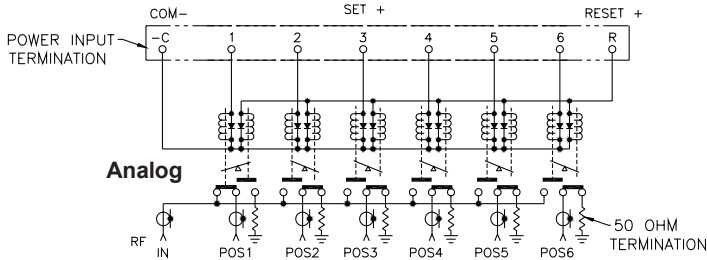 COM-
SET +
RESET +
POWER INPUT
TERMINATION
-C 1 2 3 4 5 6 R
Analog
50 OHM
TERMINATION
RF
IN POS1 POS2 POS3 POS4 POS5 POS6